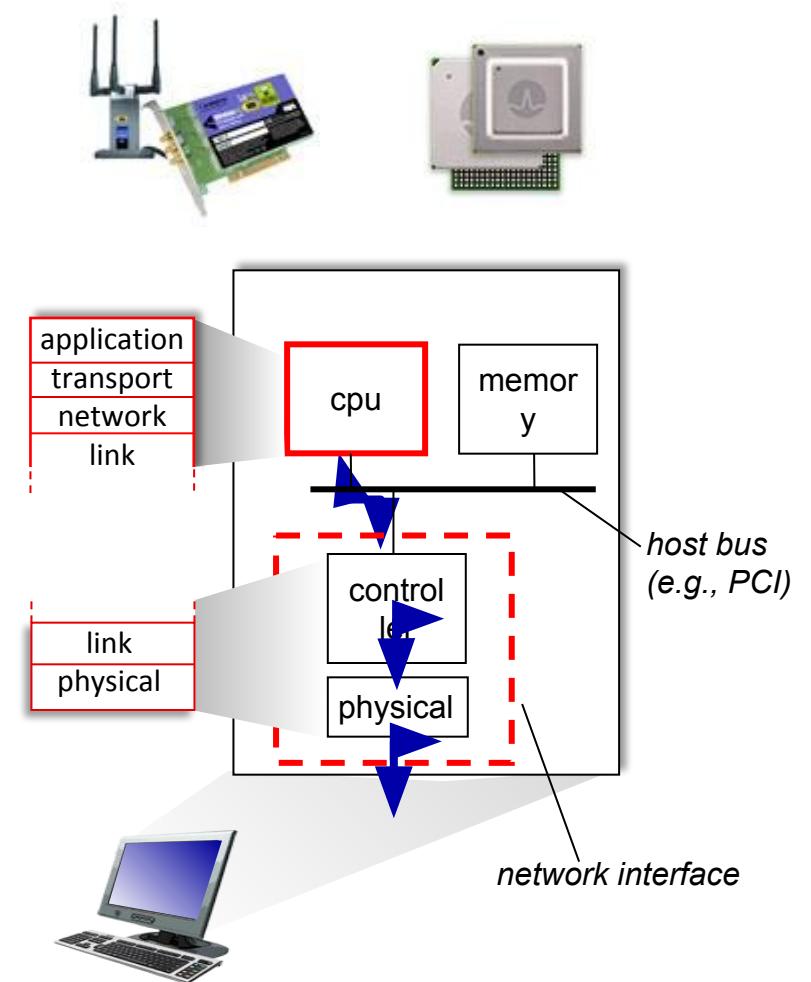 application
transport
network
link
cpu
memor
y
host bus
(e.g., PCI)
control
ler
link
physical
physical
network interface